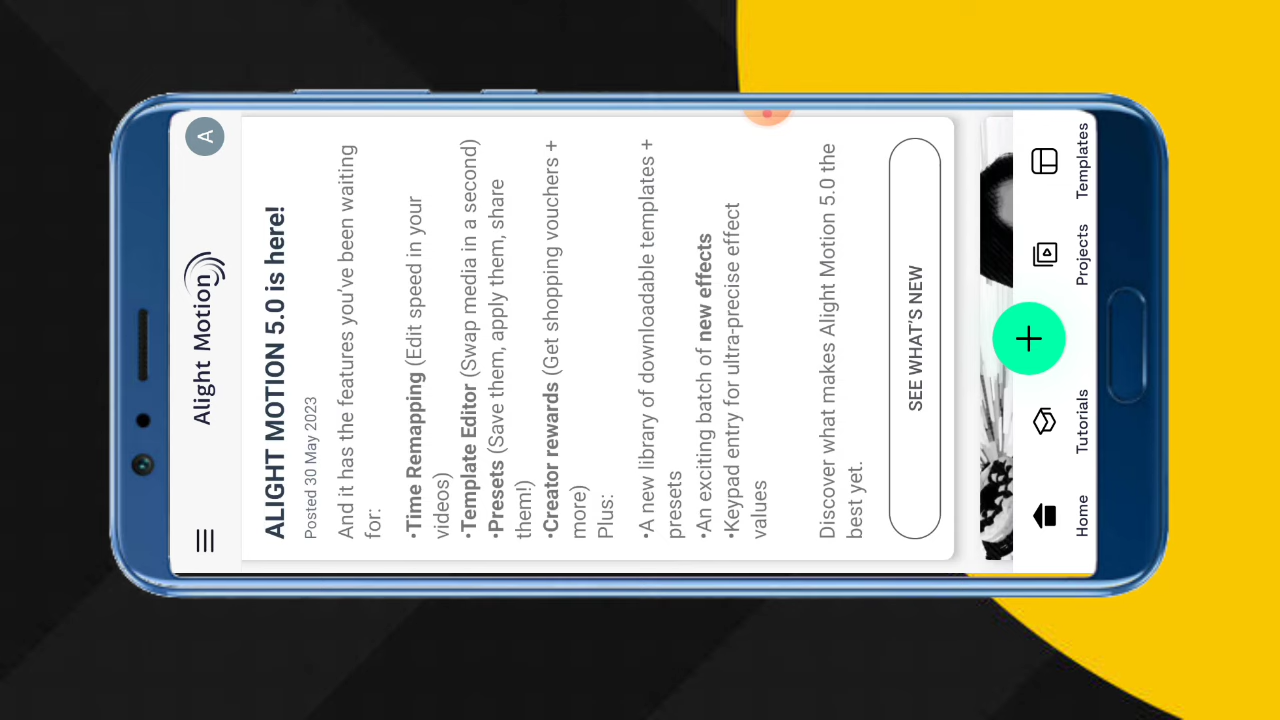 Alight Motion
A
ALIGHT MOTION 5.0 is here!
Posted 30 May 2023
And it has the features you've been waiting
for:
•Time Remapping (Edit speed in your
videos)
•Template Editor (Swap media in a second)
•Presets (Save them, apply them, share
them!)
•Creator rewards (Get shopping vouchers +
more)
Plus:
•A new library of downloadable templates +
presets
•An exciting batch of new effects
•Keypad entry for ultra-precise effect
values
Discover what makes Alight Motion 5.0 the
best yet.
SEE WHAT'S NEW
Home
Tutorials
Projects
Templates